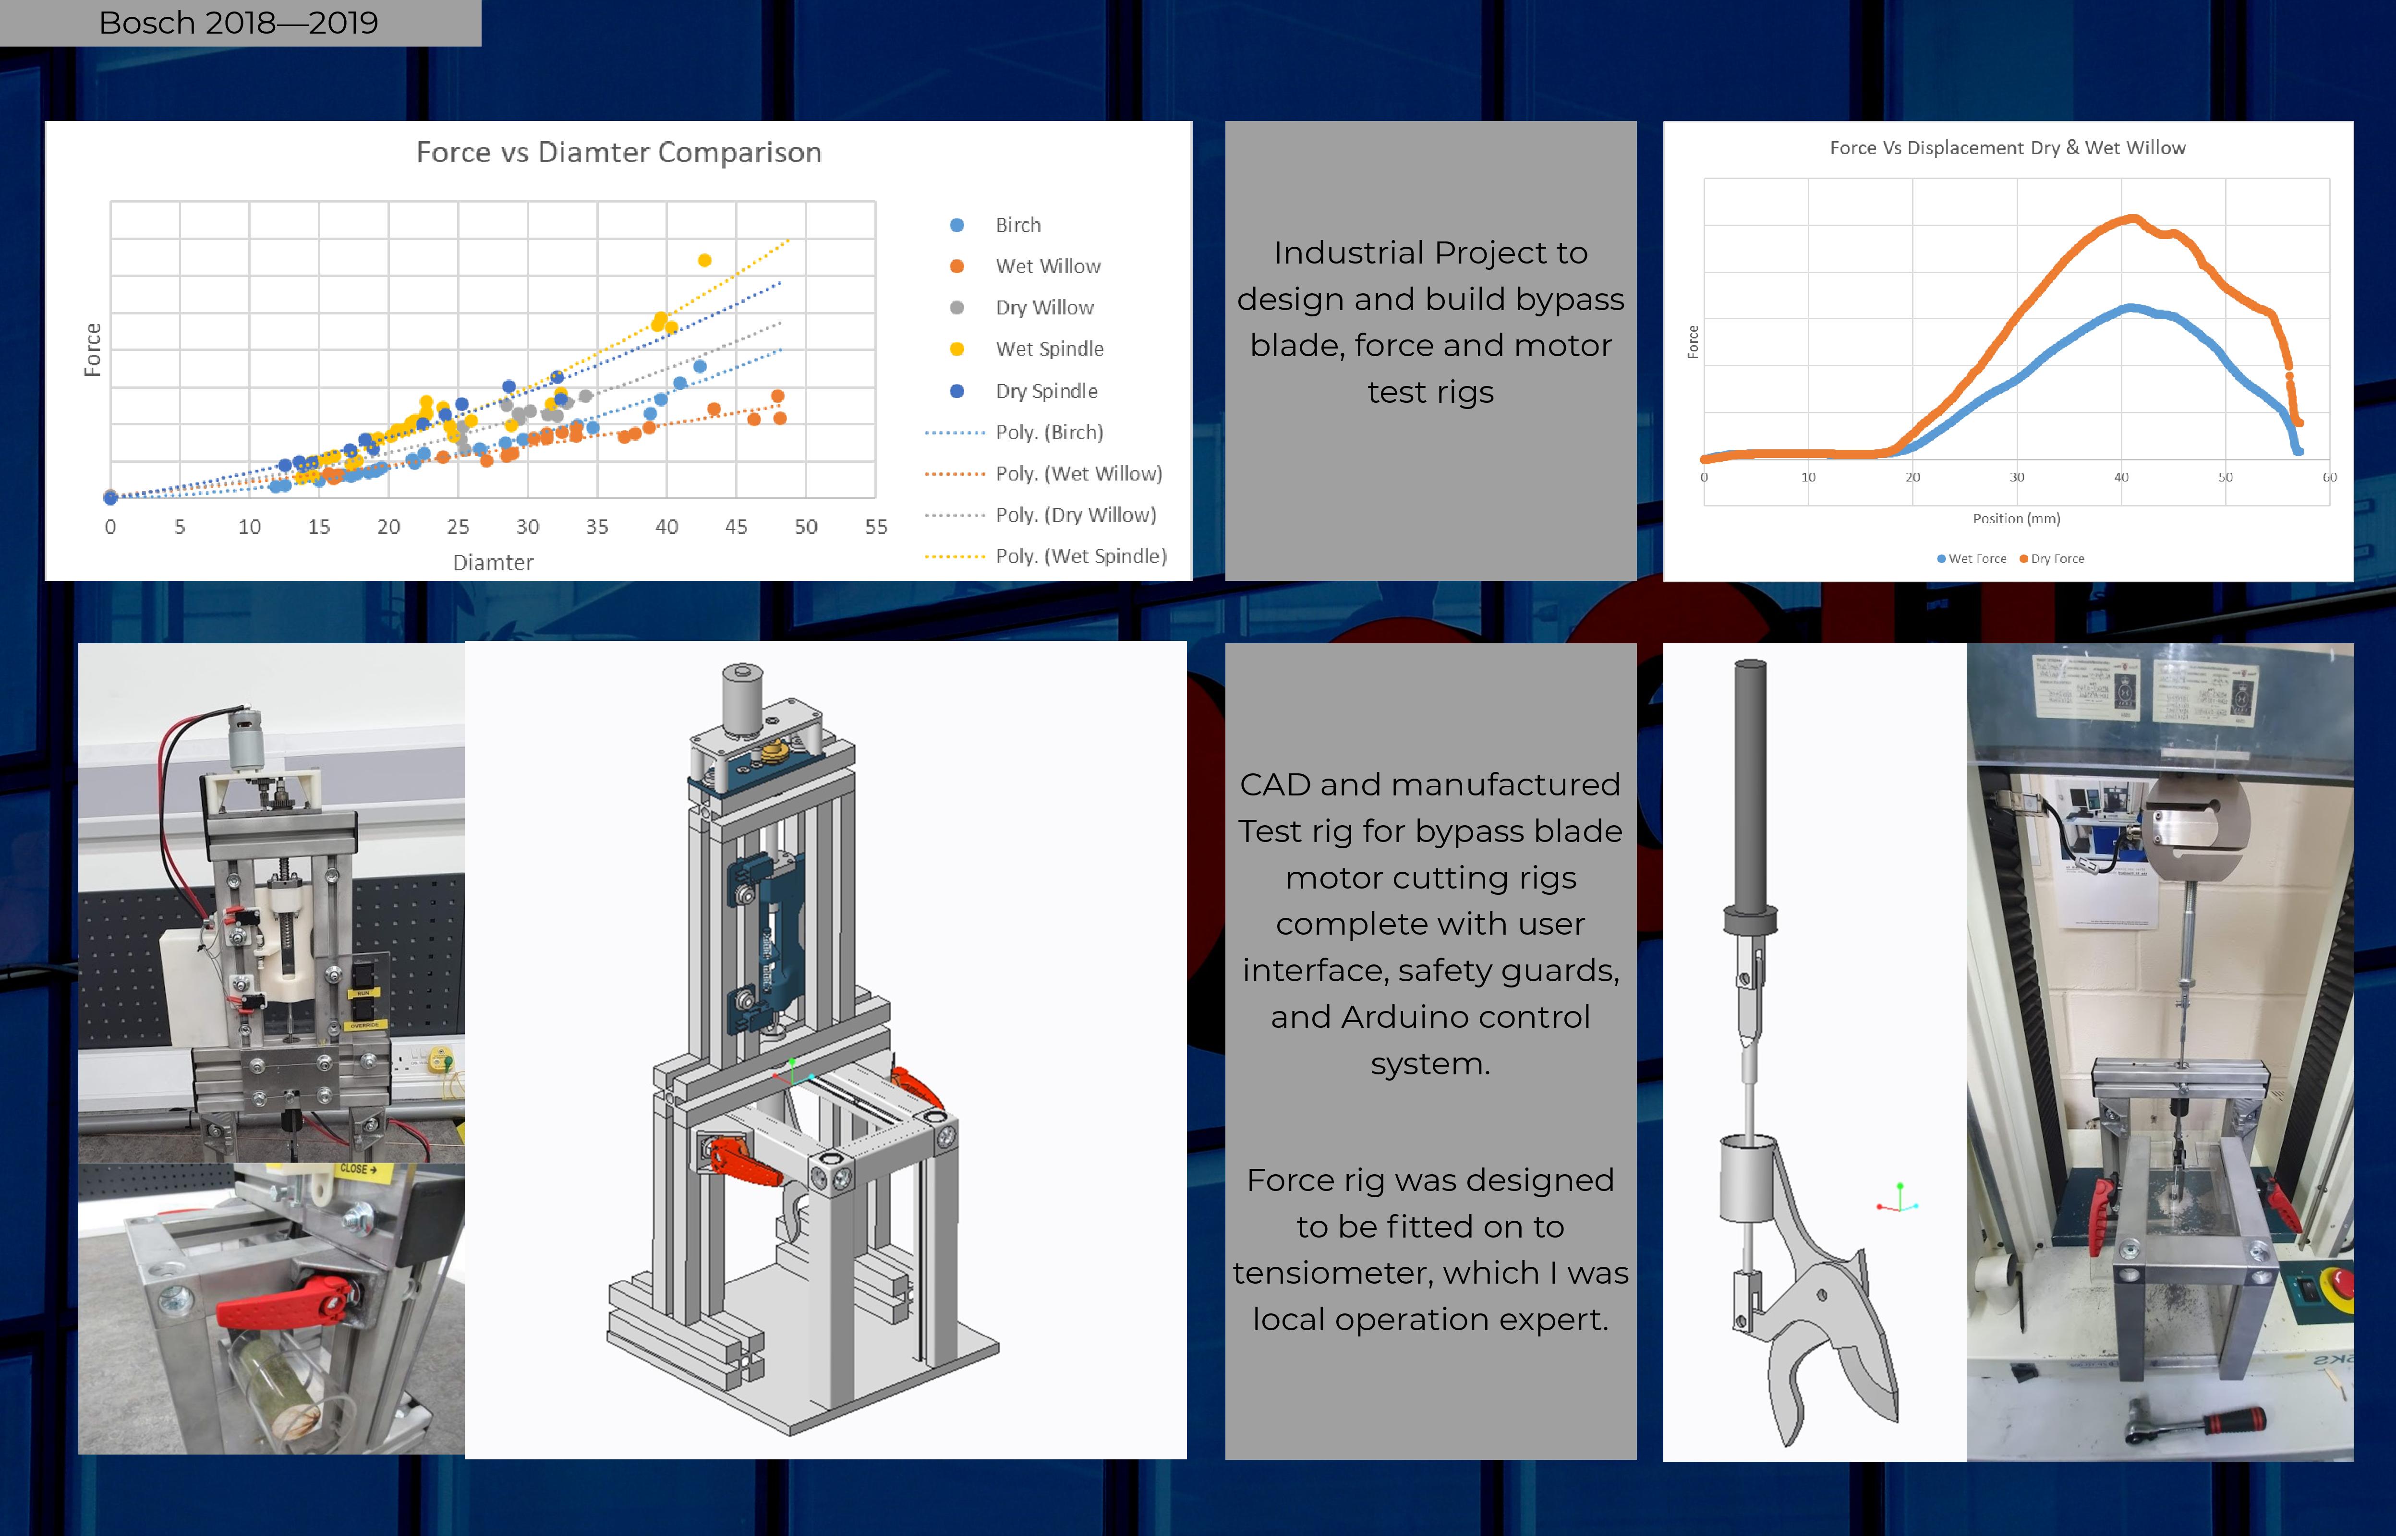 Bosch 2018—2019
Force vs Diamter Comparison
Force
0 5 10 15 20 25 30 35 40 45 50 55
Diamter
Birch
Wet Willow
Dry Willow
Wet Spindle
Dry Spindle
Poly. (Birch)
Poly. (Wet Willow)
Poly. (Dry Willow)
Poly. (Wet Spindle)
Industrial Project to
design and build bypass
blade, force and motor
test rigs
Force Vs Displacement Dry & Wet Willow
Force
0 10 20 30 40 50 60
Position (mm)
Wet Force Dry Force
RUN
OVERRIDE
CLOSE →
CAD and manufactured
Test rig for bypass blade
motor cutting rigs
complete with user
interface, safety guards,
and Arduino control
system.
Force rig was designed
to be fitted on to
tensiometer, which I was
local operation expert.